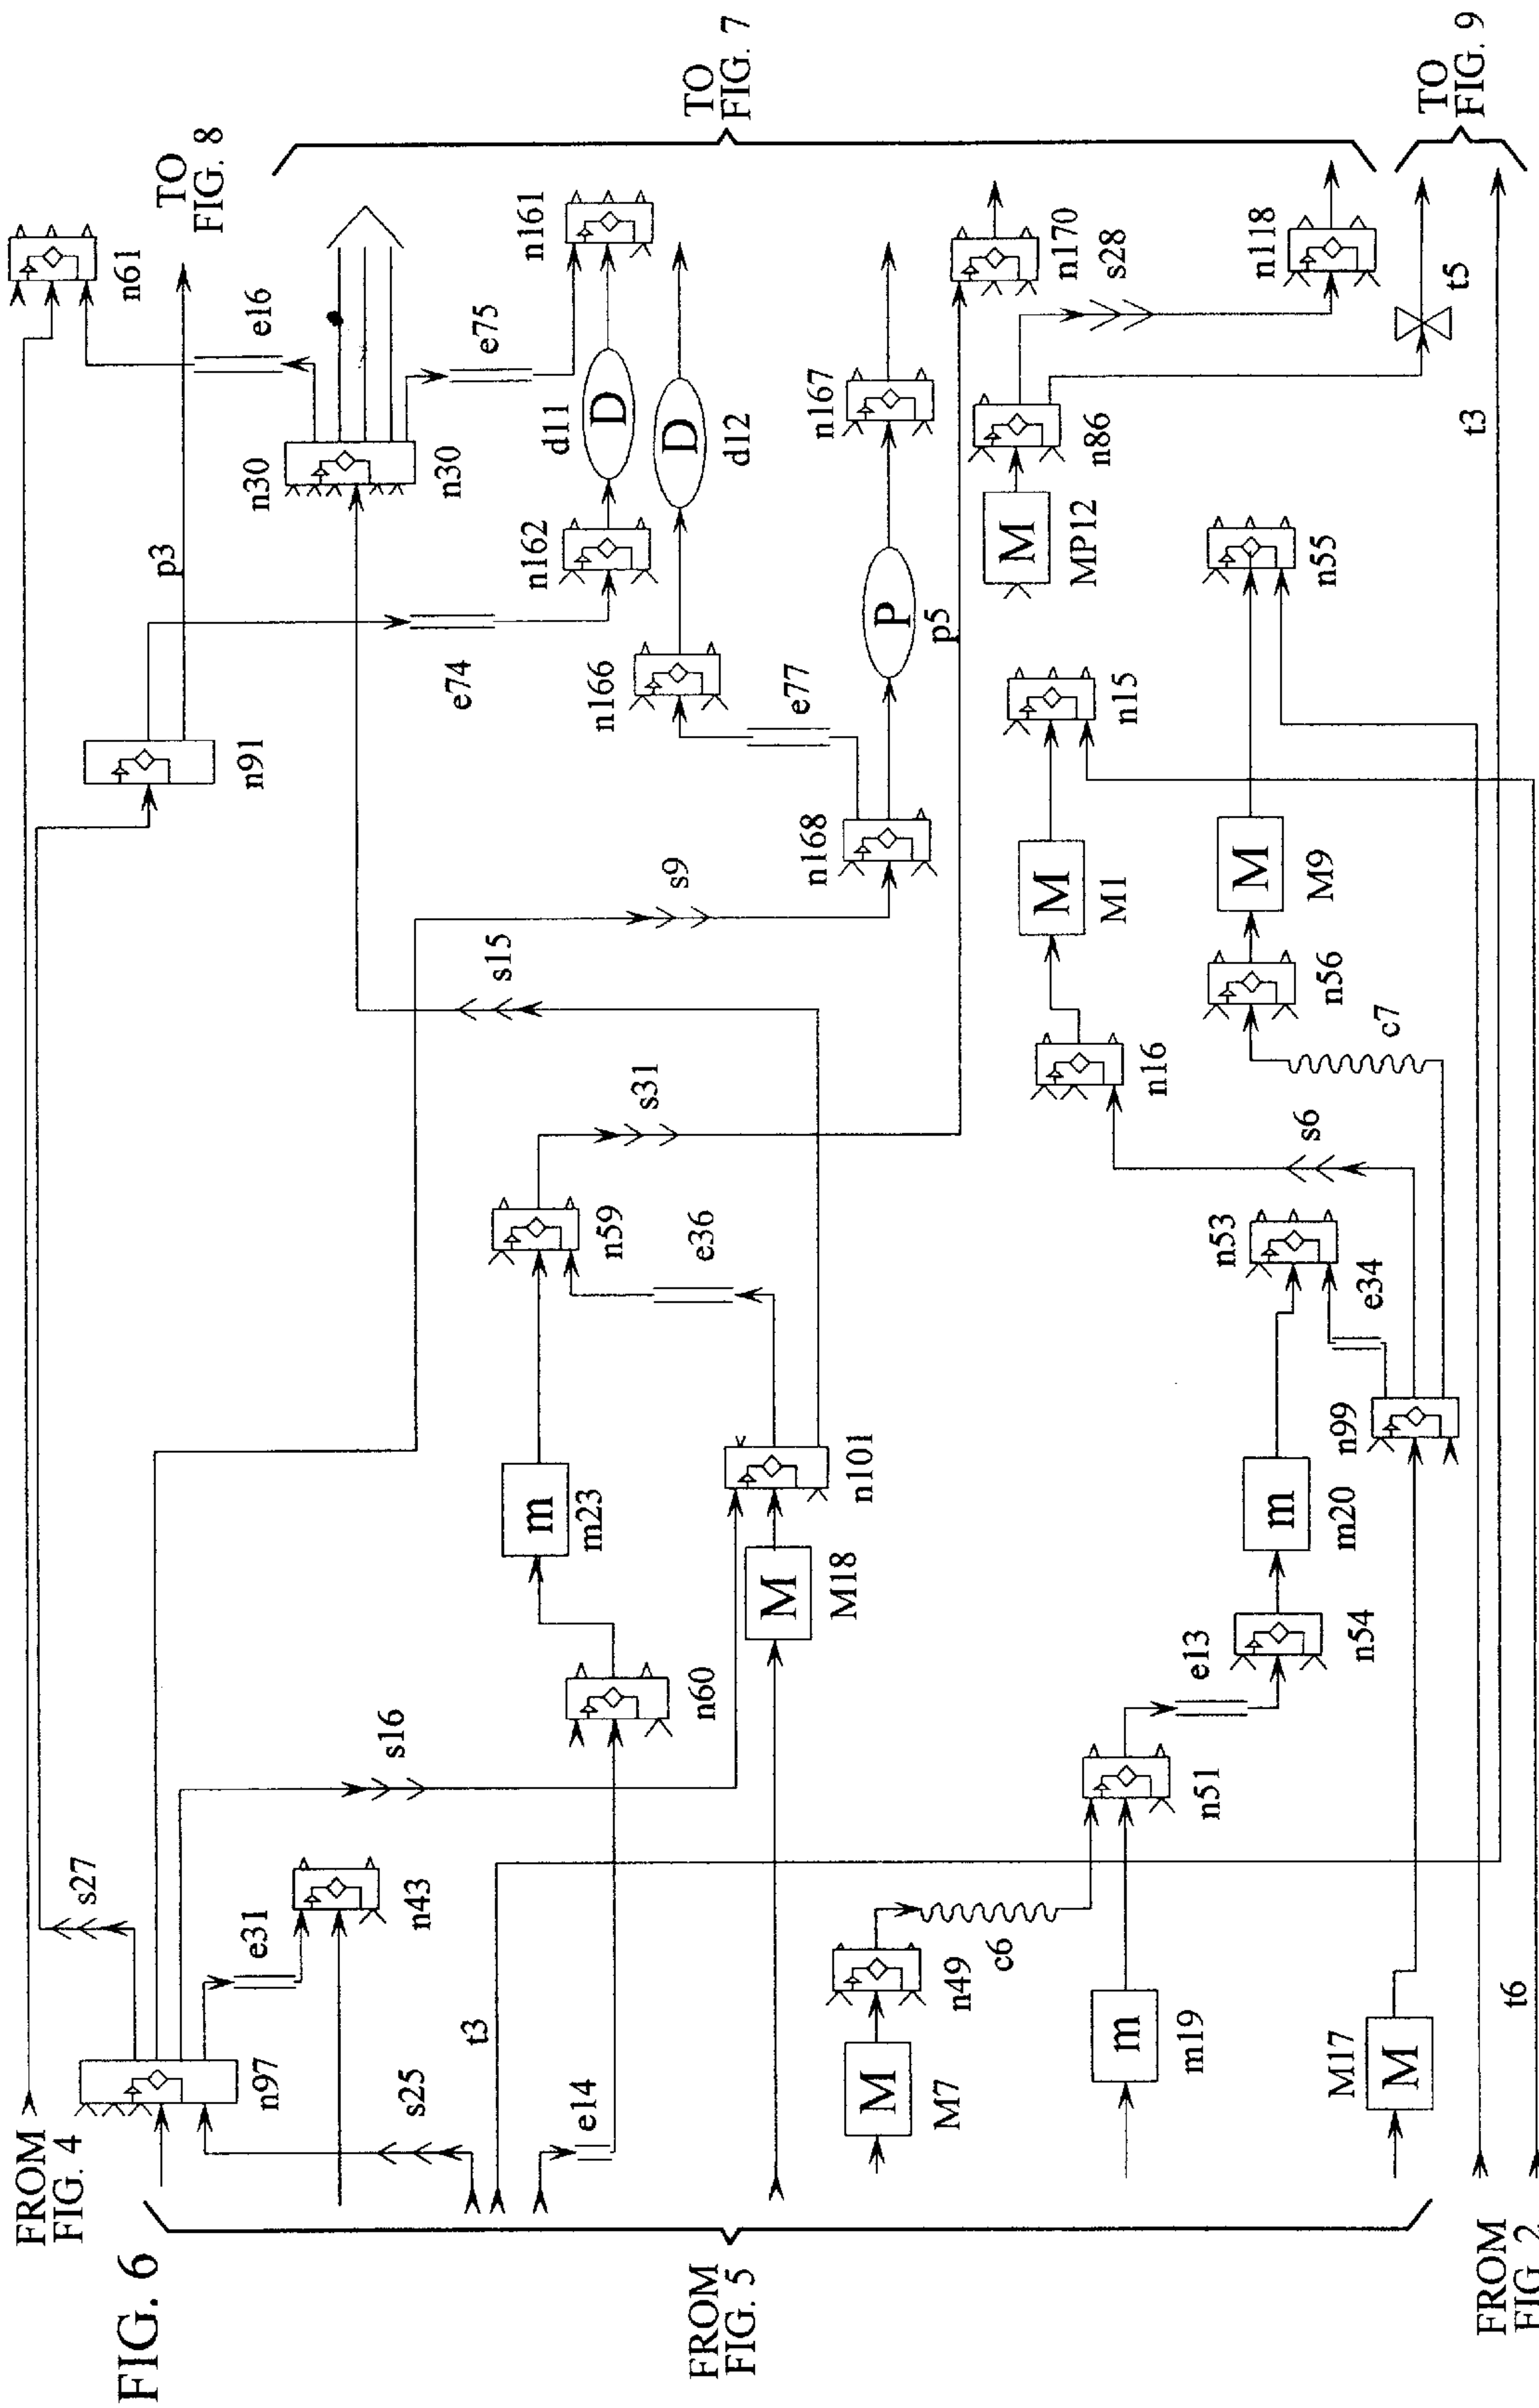 FIG. 6
FROM
FIG. 4
s27
n91
p3
n61
TO
FIG. 8
n97
e31
n43
s16
e16
n30
n30
s25
t3
e14
s15
s9
e74
e75
n161
n162
d11
n166
d12
TO
FIG. 7
n60
m
m23
n59
s31
D
D
FROM
FIG. 5
M
M18
n101
e36
e77
n168
P
p5
n167
M
M7
n49
c6
n170
s28
m
m19
n51
e13
n16
M
M1
n15
M
MP12
n86
n54
m
m20
n53
e34
s6
c7
n56
M
M9
n55
n118
t5
M17
M
n99
t3
TO
FIG. 9
FROM
FIG. 2
t6